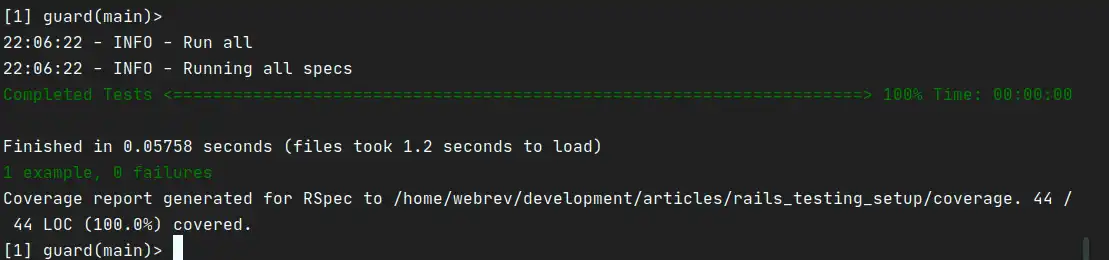 [1] guard(main)>
22:06:22 - INFO - Run all
22:06:22 - INFO - Running all specs
Completed Tests <=====================================================================> 100% Time: 00:00:00
Finished in 0.05758 seconds (files took 1.2 seconds to load)
1 example, 0 failures
Coverage report generated for RSpec to /home/webrev/development/articles/rails_testing_setup/coverage. 44 /
44 LOC (100.0%) covered.
[1] guard(main)>